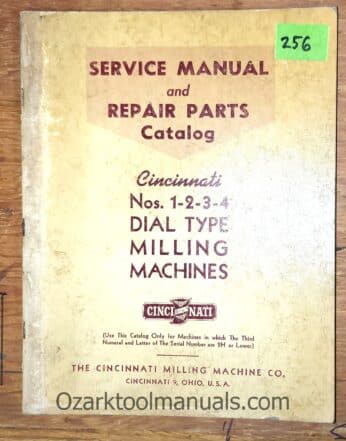 256
SERVICE MANUAL
and
REPAIR PARTS
Catalog
Cincinnati
Nos. 1-2-3-4
DIAL TYPE
MILLING
MACHINES
CINCINNATI
(Use This Catalog Only for Machines in which The Third
Numeral and Letter of The Serial Number are 1H or Lower)
THE CINCINNATI MILLING MACHINE CO.
CINCINNATI 9, OHIO, U.S.A.
Ozarktoolmanuals.com